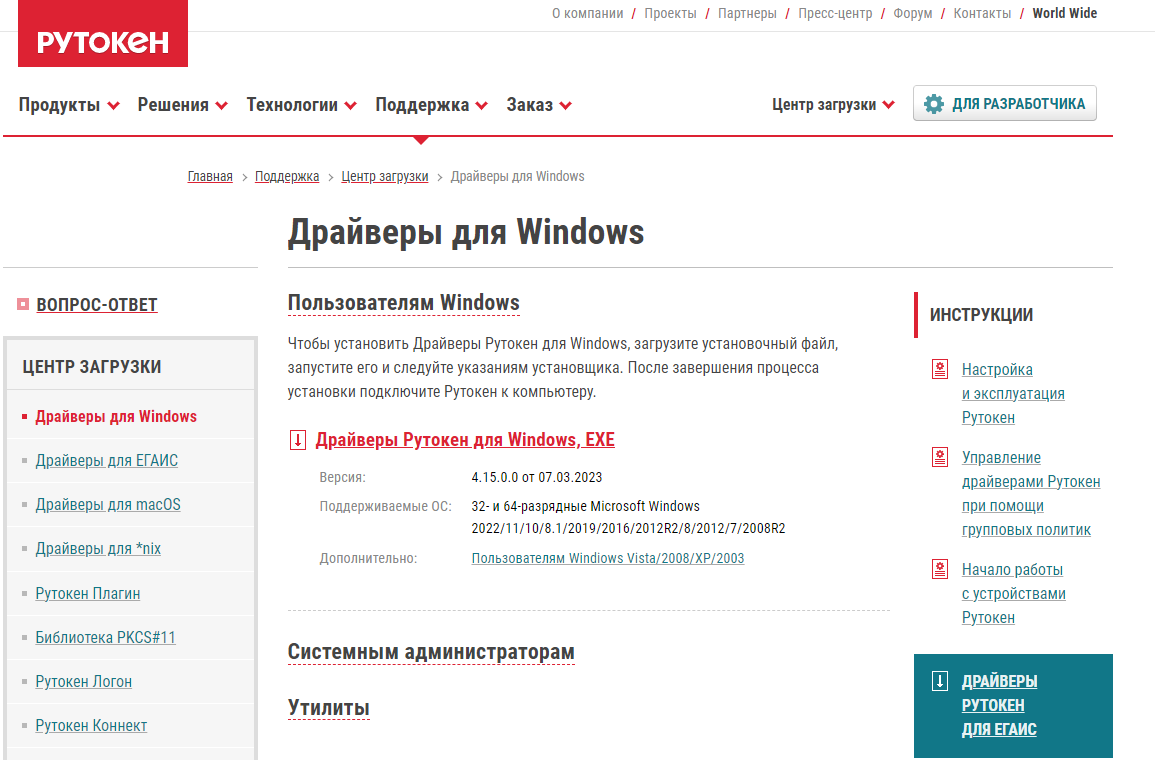 О компании / Проекты / Партнеры / Пресс-центр / Форум / Контакты / World Wide
РУТОКЕН
Продукты Решения Технологии Поддержка Заказ Центр загрузки ДЛЯ РАЗРАБОТЧИКА
Главная > Поддержка > Центр загрузки > Драйверы для Windows
Драйверы для Windows
ВОПРОС-ОТВЕТ
ЦЕНТР ЗАГРУЗКИ
Драйверы для Windows
Драйверы для ЕГАИС
Драйверы для macOS
Драйверы для *nix
Рутокен Плагин
Библиотека PKCS#11
Рутокен Логон
Рутокен Коннект
Пользователям Windows
Чтобы установить Драйверы Рутокен для Windows, загрузите установочный файл,
запустите его и следуйте указаниям установщика. После завершения процесса
установки подключите Рутокен к компьютеру.
Драйверы Рутокен для Windows, EXE
Версия: 4.15.0.0 от 07.03.2023
Поддерживаемые ОС: 32- и 64-разрядные Microsoft Windows
2022/11/10/8.1/2019/2016/2012R2/8/2012/7/2008R2
Дополнительно: Пользователям Windiows Vista/2008/XP/2003
Системным администраторам
Утилиты
ИНСТРУКЦИИ
Настройка
и эксплуатация
Рутокен
Управление
драйверами Рутокен
при помощи
групповых политик
Начало работы
с устройствами
Рутокен
ДРАЙВЕРЫ
РУТОКЕН
ДЛЯ ЕГАИС